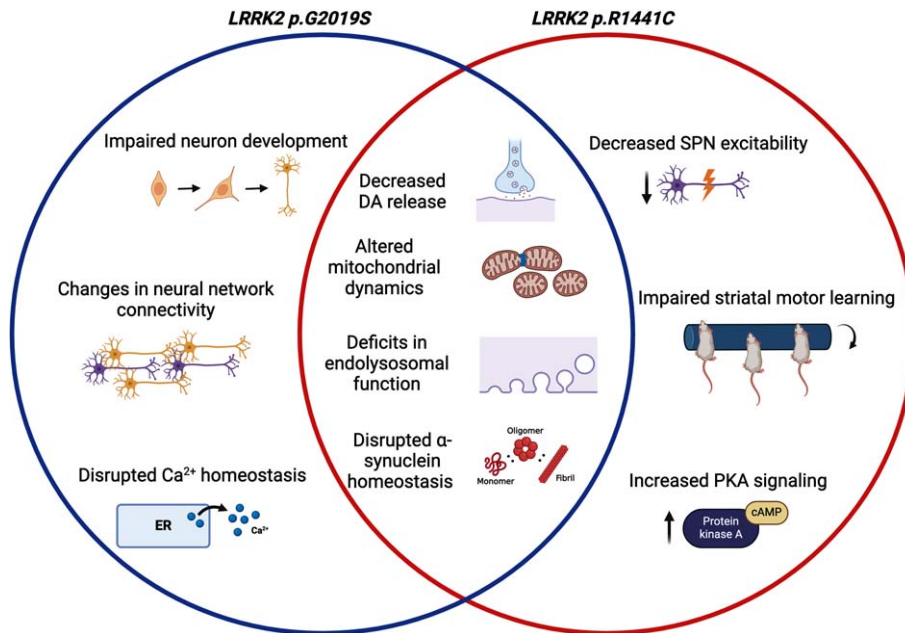 LRRK2 p.G2019S
LRRK2 p.R1441C
Impaired neuron development
Changes in neural network
connectivity
Disrupted Ca²⁺ homeostasis
ER
Ca²⁺
Decreased
DA release
Altered
mitochondrial
dynamics
Deficits in
endolysosomal
function
Disrupted α-
synuclein
homeostasis
Oligomer
Monomer
Fibril
Decreased SPN excitability
Impaired striatal motor learning
Increased PKA signaling
cAMP
Protein
kinase A